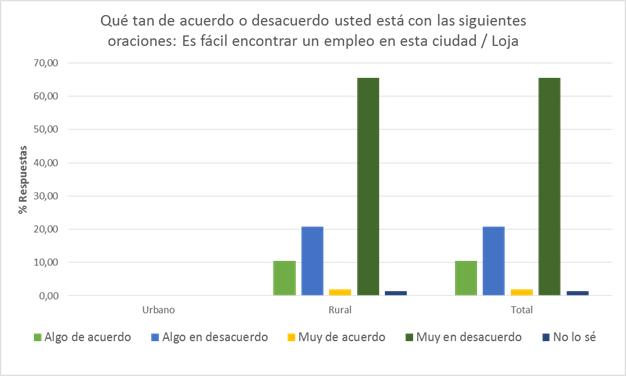 Qué tan de acuerdo o desacuerdo usted está con las siguientes
oraciones: Es fácil encontrar un empleo en esta ciudad / Loja
70,00
60,00
50,00
40,00
30,00
20,00
10,00
0,00
% Respuestas
Urbano Rural Total
Algo de acuerdo Algo en desacuerdo Muy de acuerdo Muy en desacuerdo No lo sé